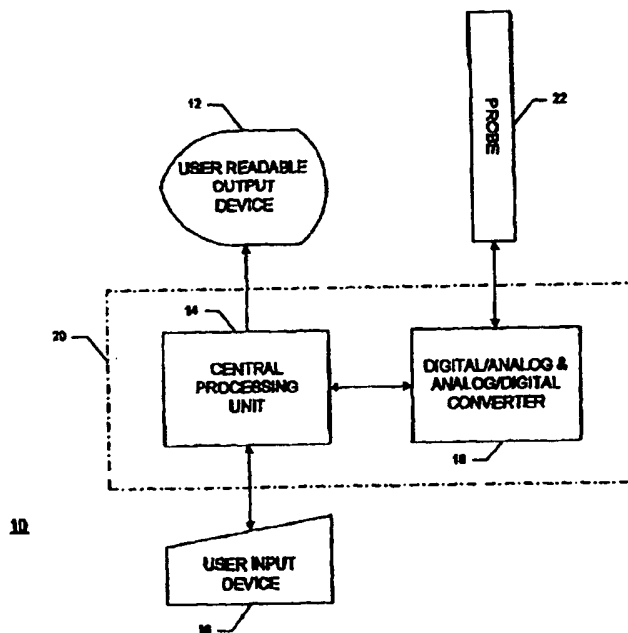 12
USER READABLE
OUTPUT
DEVICE
PROBE
22
20
14
CENTRAL
PROCESSING
UNIT
DIGITAL/ANALOG &
ANALOG/DIGITAL
CONVERTER
18
10
USER INPUT
DEVICE
16